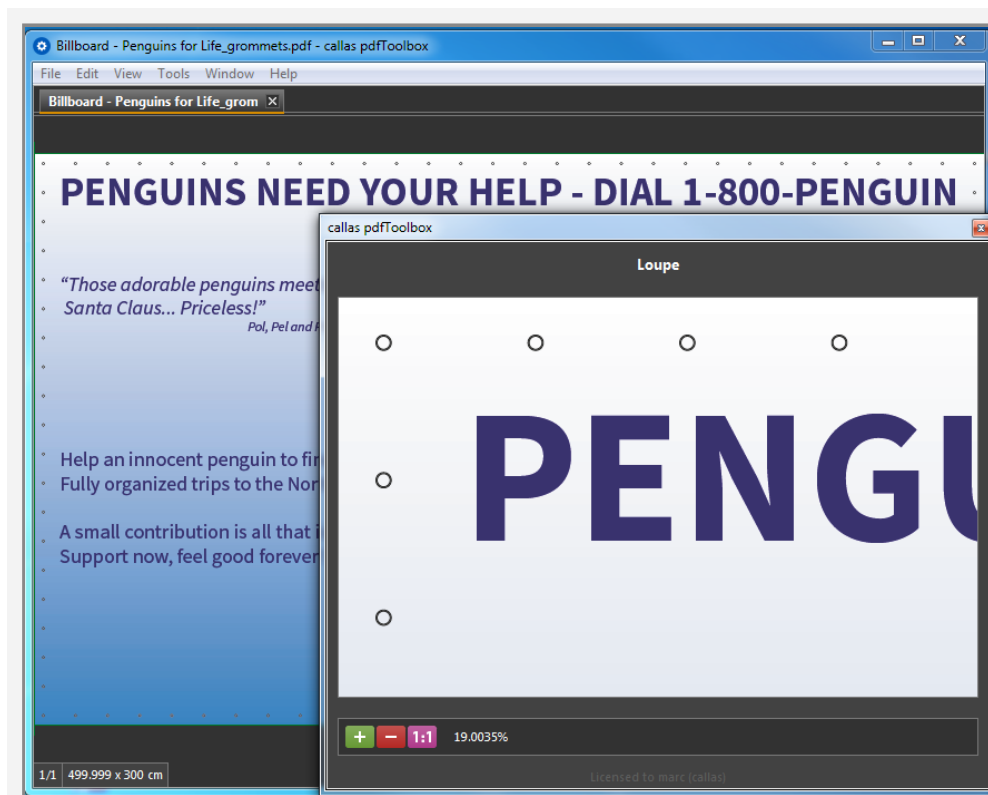 Billboard - Penguins for Life_grommets.pdf - callas pdfToolbox
File Edit View Tools Window Help
Billboard - Penguins for Life_grom
PENGUINS NEED YOUR HELP - DIAL 1-800-PENGUIN
callas pdfToolbox
Loupe
“Those adorable penguins meet
Santa Claus... Priceless!”
Pol, Pel and
PENGU
Help an innocent penguin to fin
Fully organized trips to the Nor
A small contribution is all that i
Support now, feel good forever
+ – 1:1 19.0035%
1/1 499.999 x 300 cm
Licensed to marc (callas)